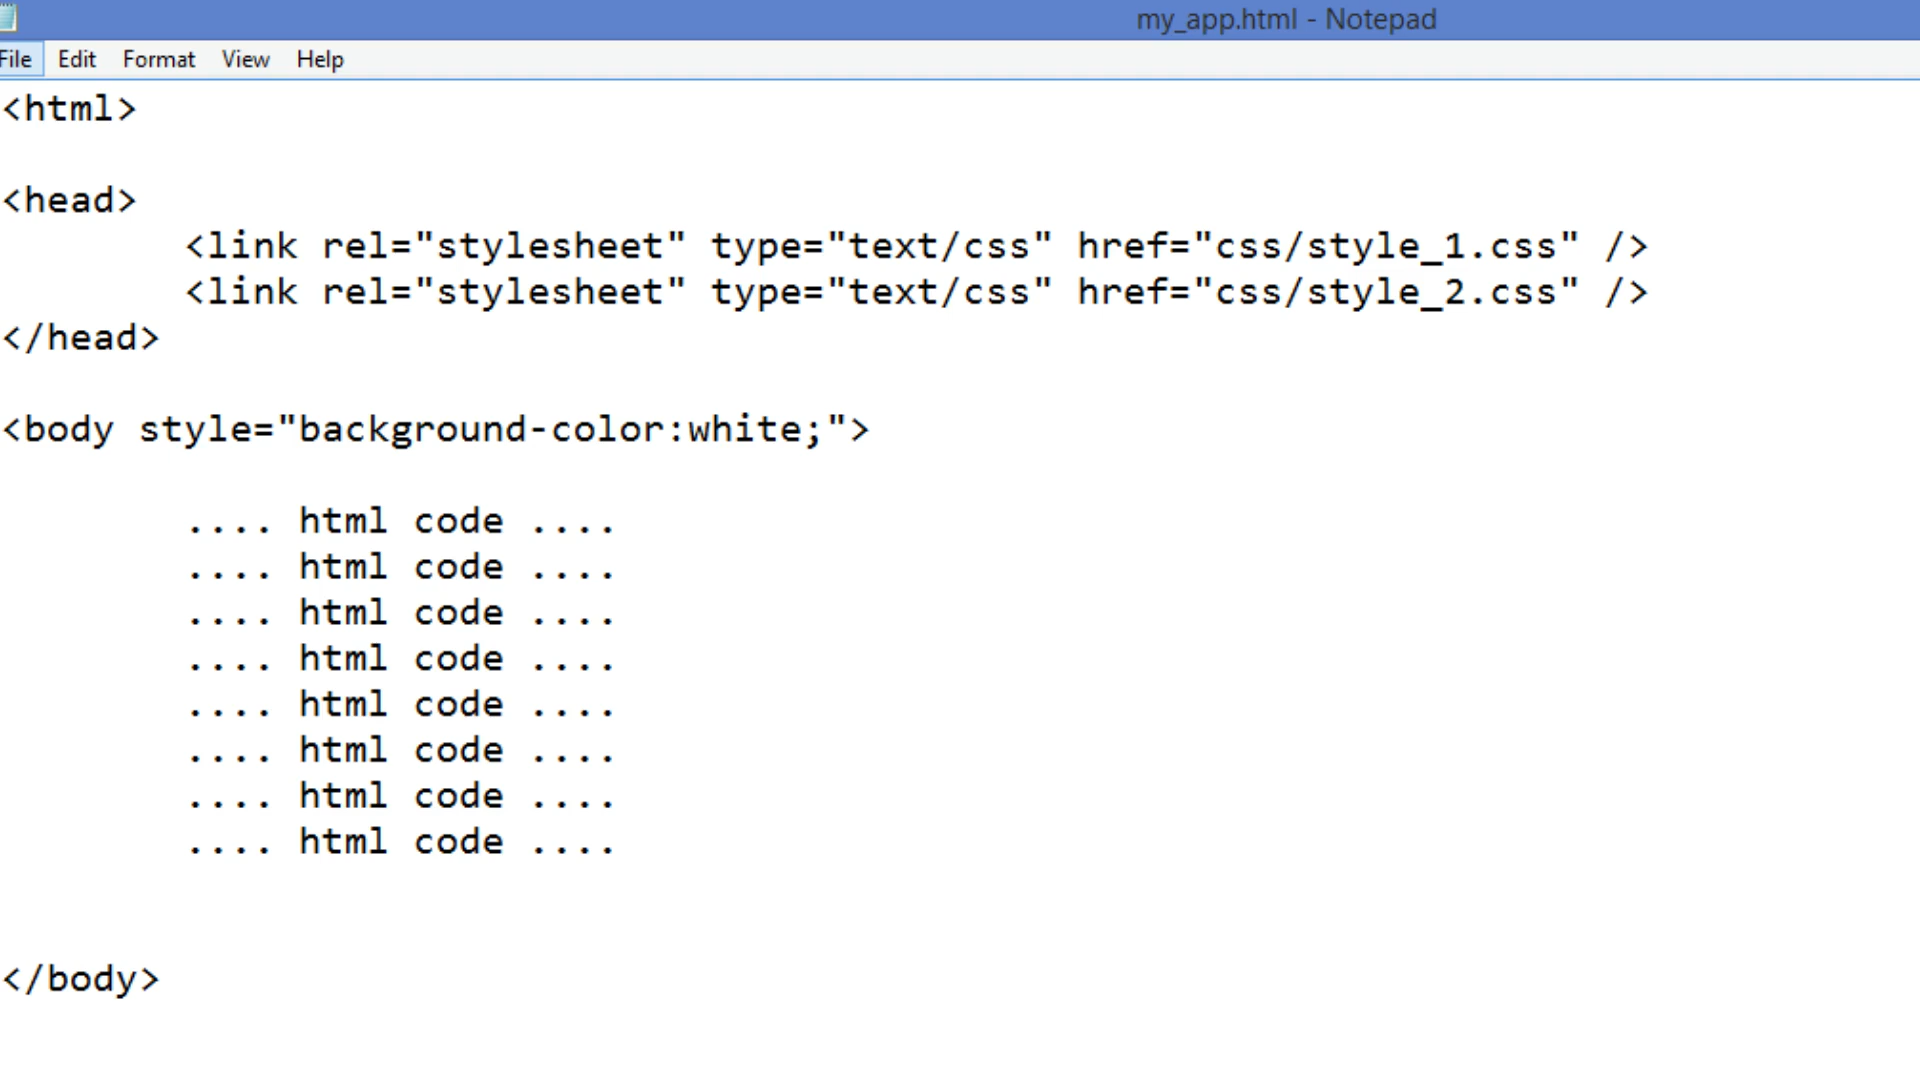 my_app.html - Notepad
File Edit Format View Help
<html>
<head>
<link rel="stylesheet" type="text/css" href="css/style_1.css" />
<link rel="stylesheet" type="text/css" href="css/style_2.css" />
</head>
<body style="background-color:white;">
.... html code ....
.... html code ....
.... html code ....
.... html code ....
.... html code ....
.... html code ....
.... html code ....
.... html code ....
</body>